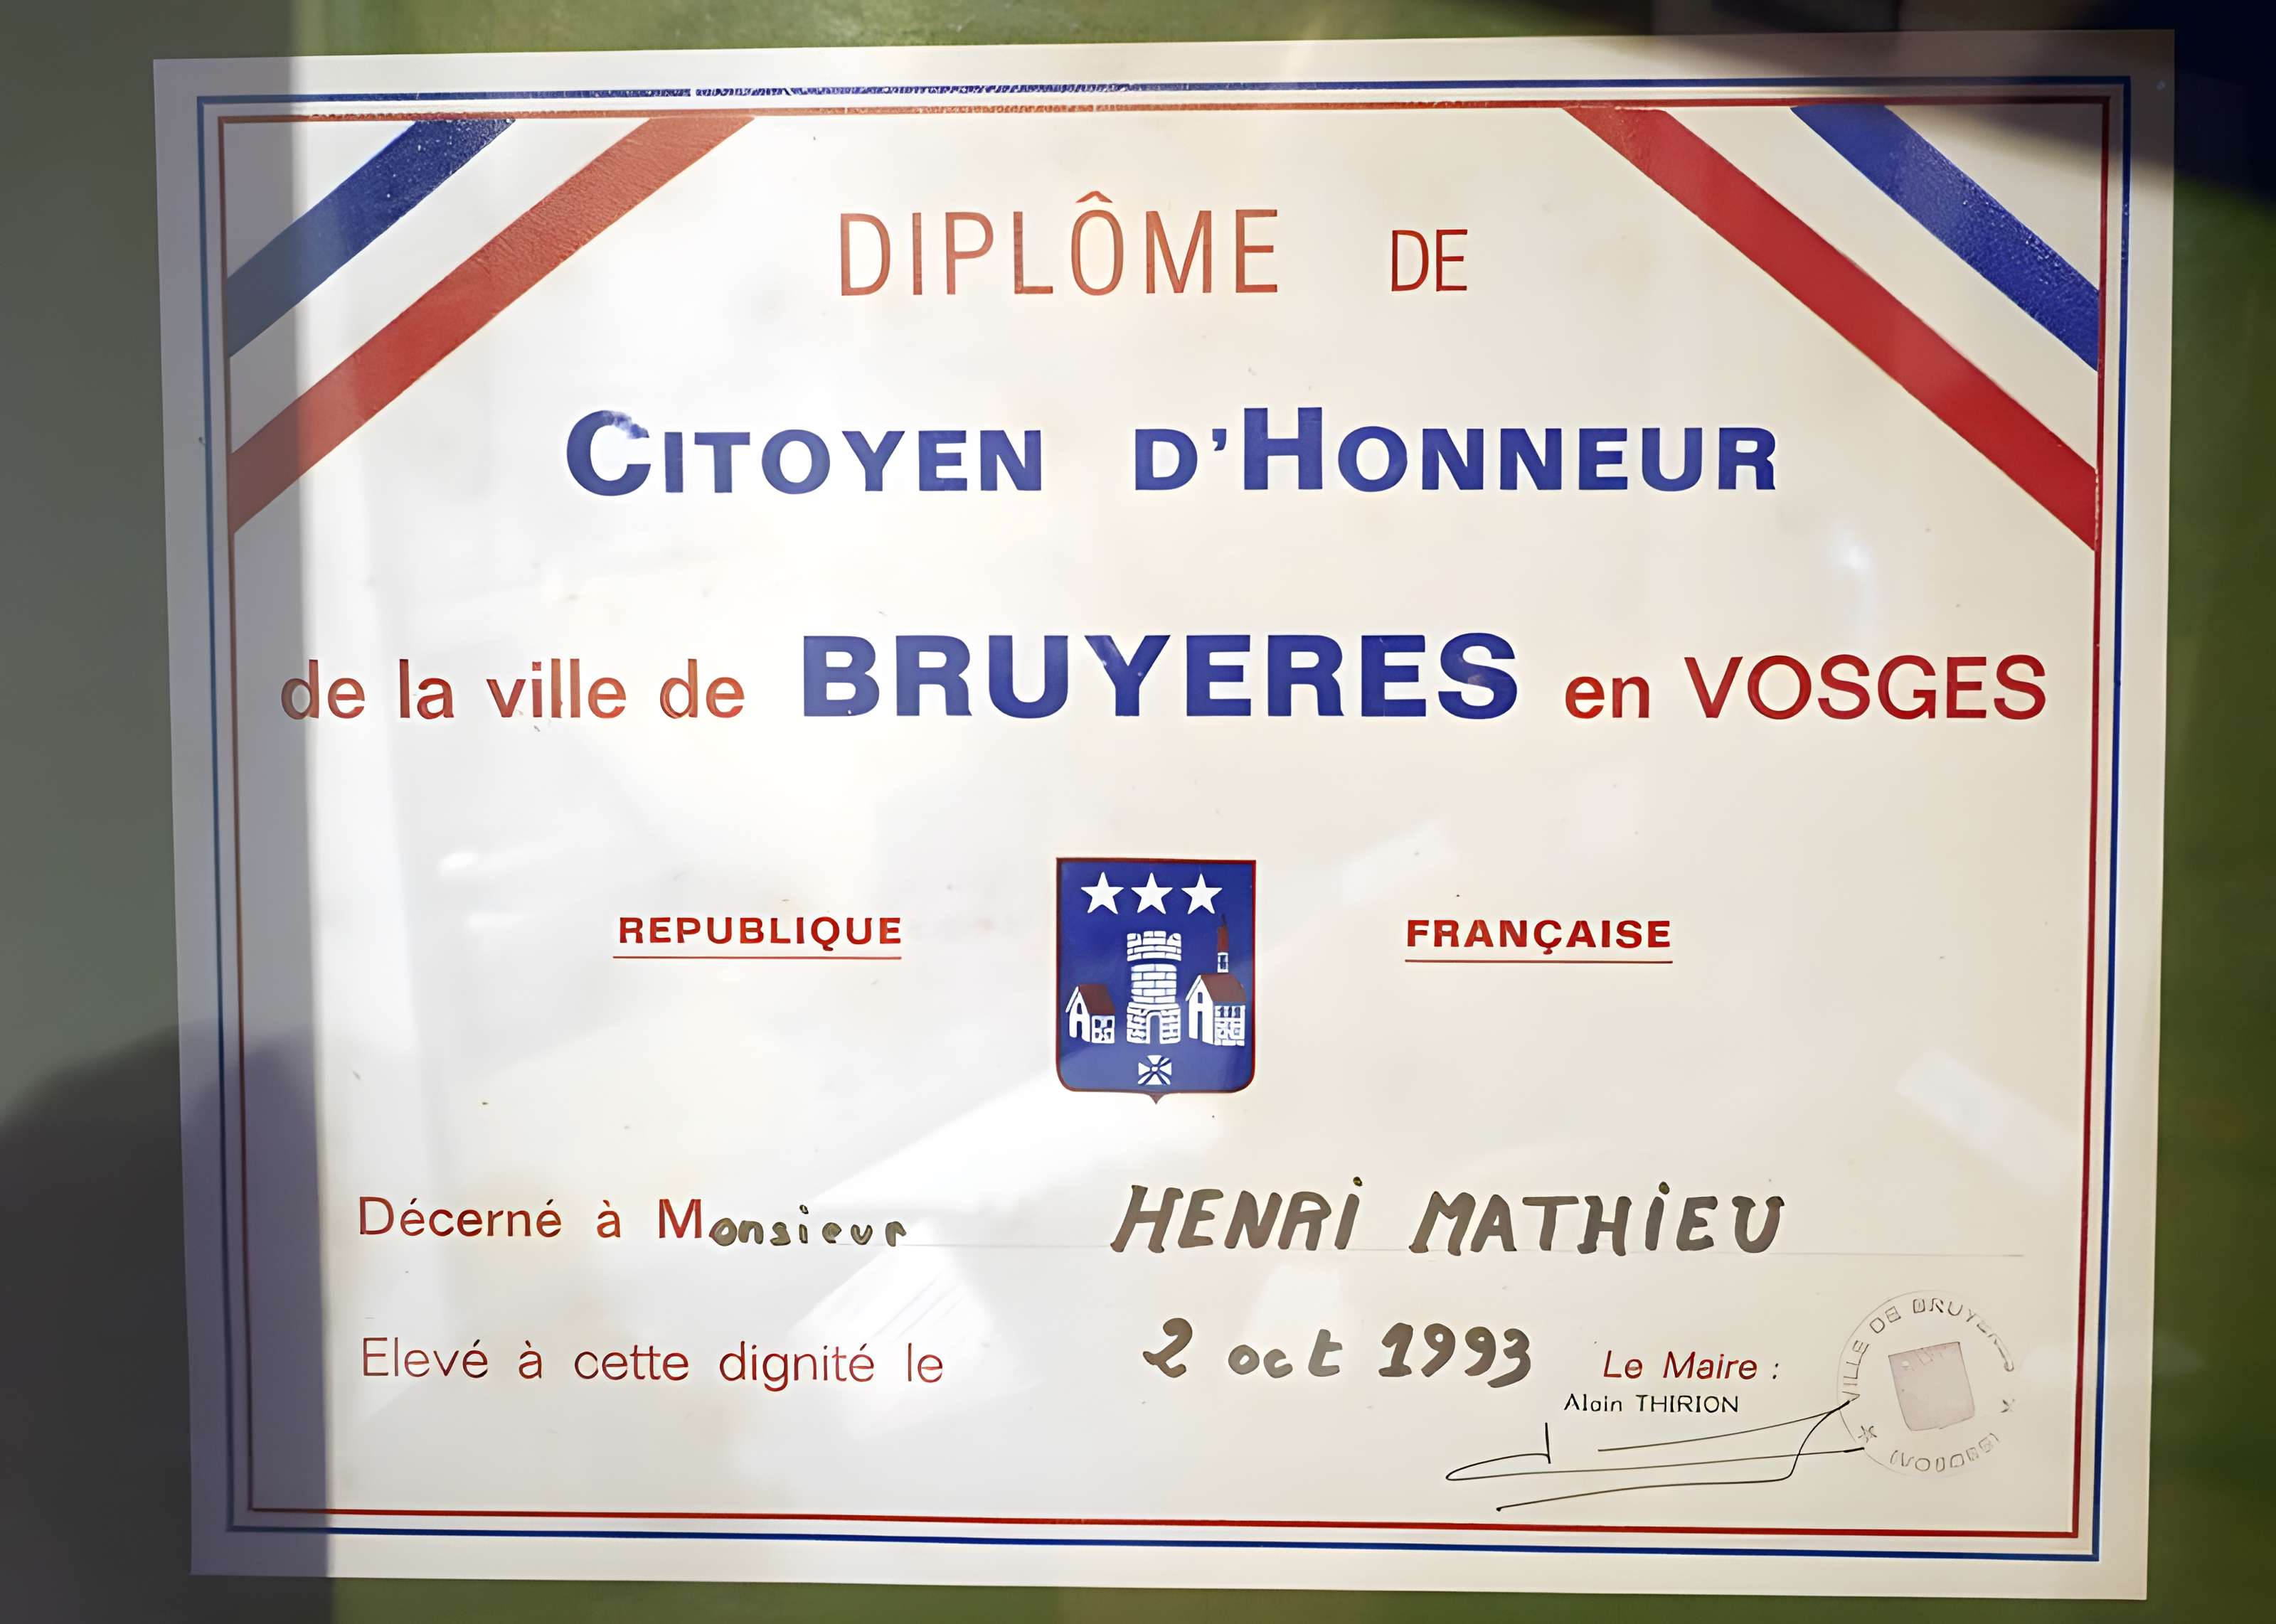 DIPLÔME DE
CITOYEN D'HONNEUR
de la ville de BRUYERES en VOSGES
REPUBLIQUE FRANÇAISE
Décerné à Monsieur HENRI MATHIEU
Elevé à cette dignité le 2 oct 1993
Le Maire :
Alain THIRION
VILLE DE BRUYERES